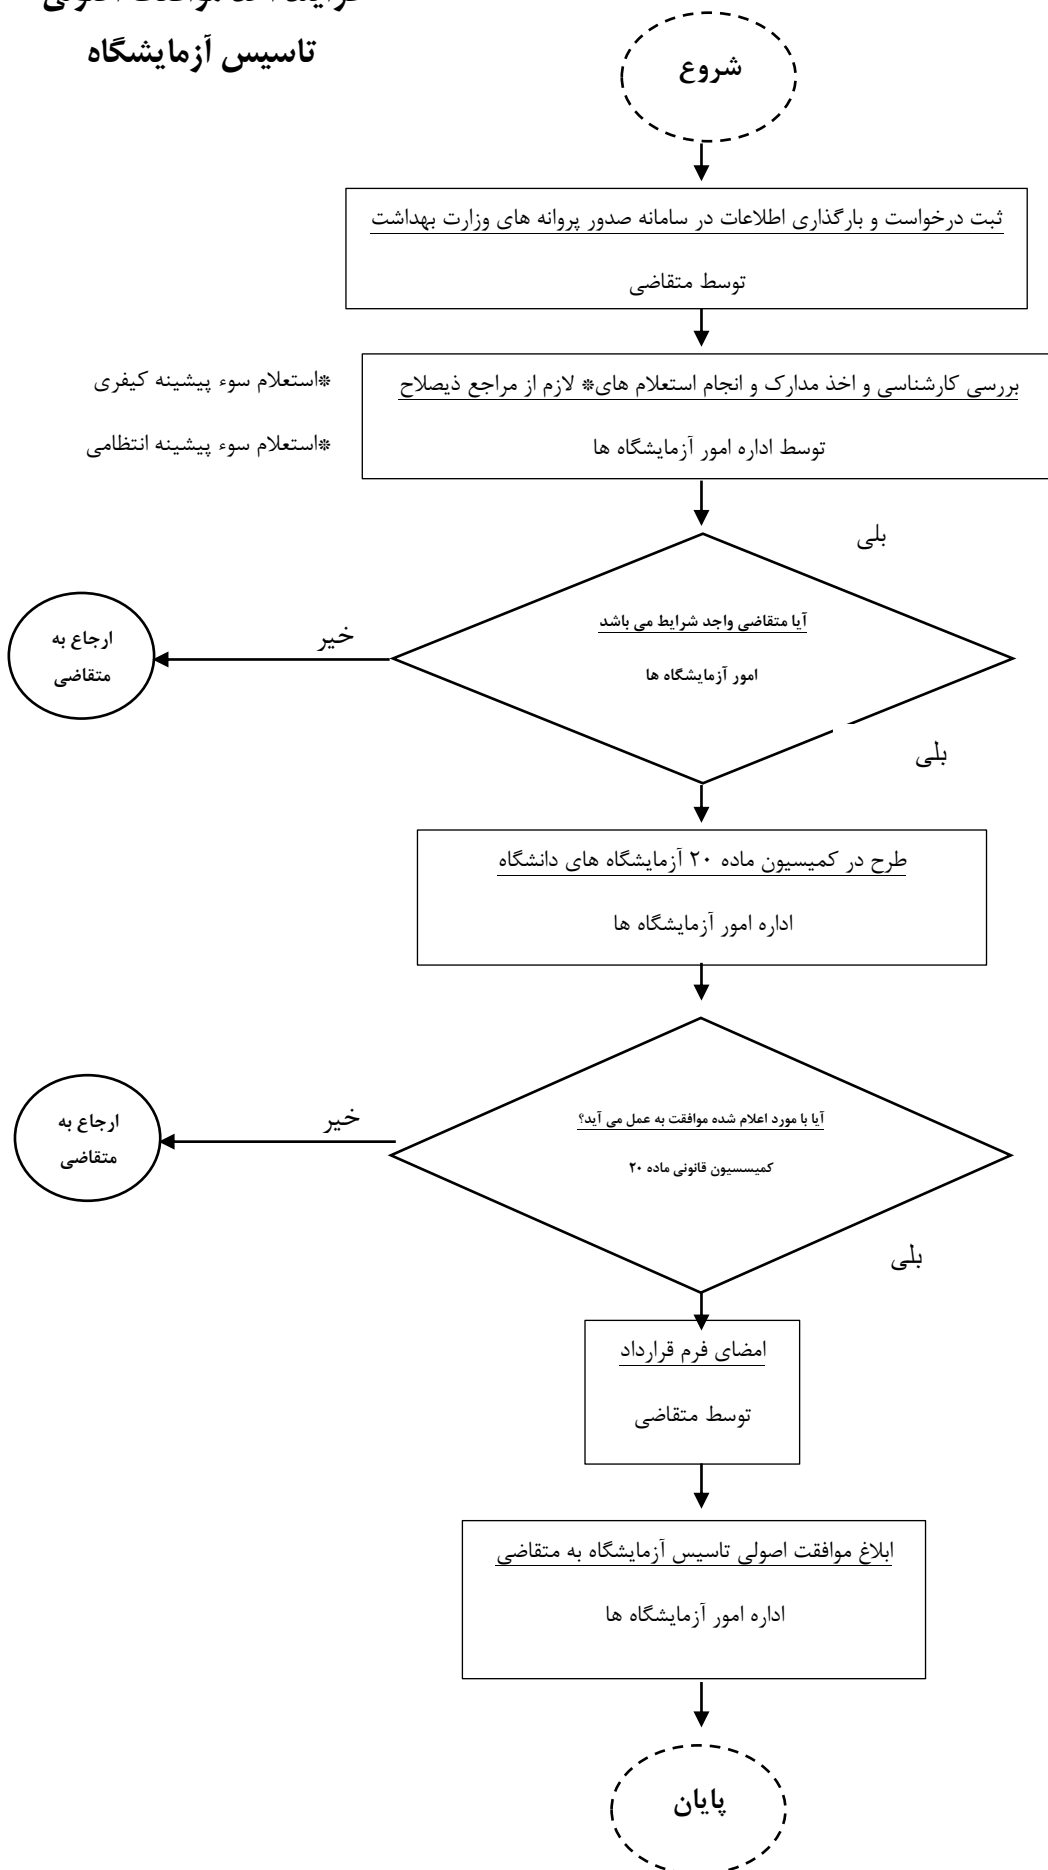 تاسیس آزمایشگاه
شروع
ثبت درخواست و بارگذاری اطلاعات در سامانه صدور پروانه های وزارت بهداشت
توسط متقاضی
بررسی کارشناسی و اخذ مدارک و انجام استعلام های* لازم از مراجع ذیصلاح
توسط اداره امور آزمایشگاه ها
*استعلام سوء پیشینه کیفری
*استعلام سوء پیشینه انتظامی
بلی
آیا متقاضی واجد شرایط می باشد
امور آزمایشگاه ها
خیر
ارجاع به
متقاضی
بلی
طرح در کمیسیون ماده ۲۰ آزمایشگاه های دانشگاه
اداره امور آزمایشگاه ها
آیا با مورد اعلام شده موافقت به عمل می آید؟
کمیسسیون قانونی ماده ۲۰
خیر
ارجاع به
متقاضی
بلی
امضای فرم قرارداد
توسط متقاضی
ابلاغ موافقت اصولی تاسیس آزمایشگاه به متقاضی
اداره امور آزمایشگاه ها
پایان